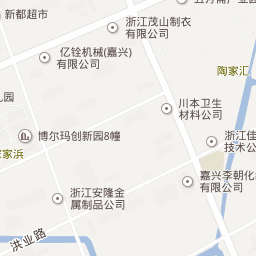 新都超市
浙江茂山制衣
有限公司
亿铨机械(嘉兴)
有限公司
陶家汇
川本卫生
材料公司
博尔玛创新园8幢
家浜
浙江佳
技术公
嘉兴李朝化
有限公司
浙江安隆金
属制品公司
洪业路